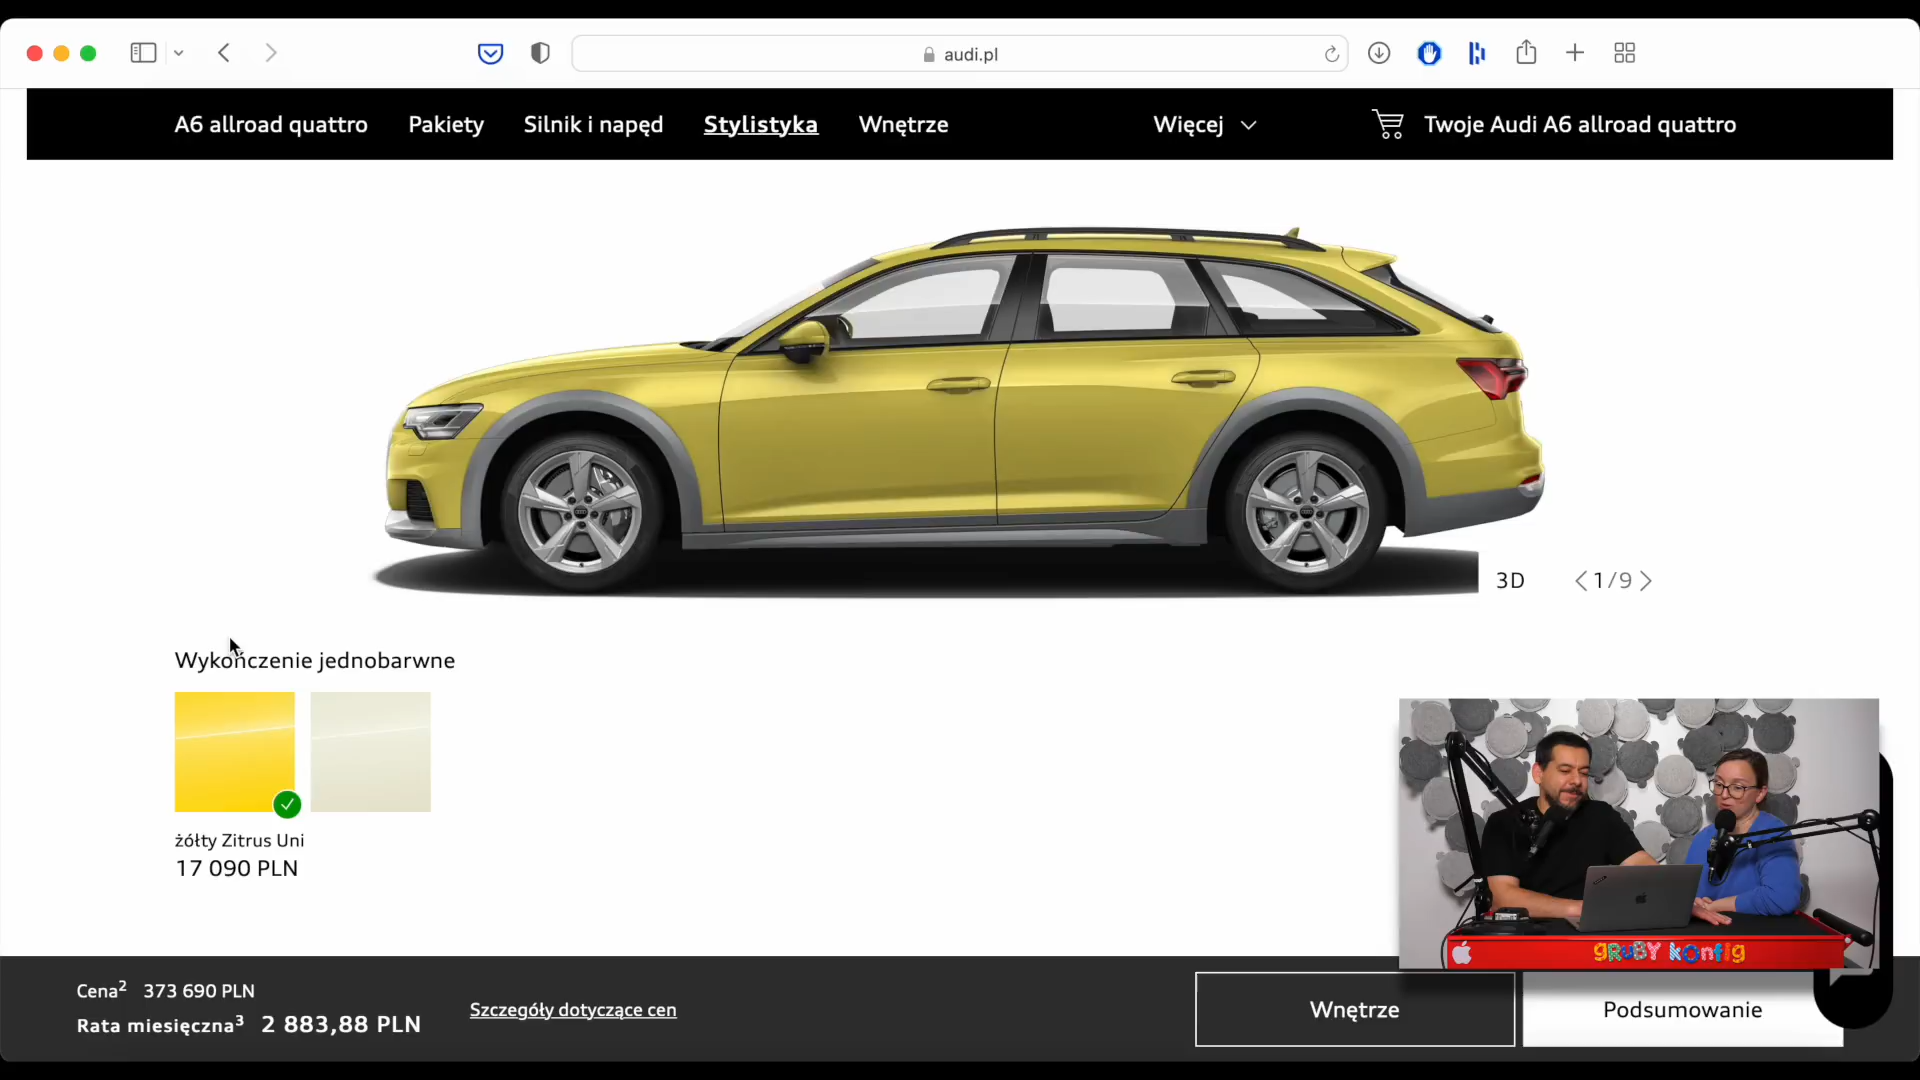 audi.pl
A6 allroad quattro Pakiety Silnik i napęd Stylistyka Wnętrze Więcej Twoje Audi A6 allroad quattro
3D 1/9
Wykończenie jednobarwne
żółty Zitrus Uni
17 090 PLN
gRuBY konfig
Cena2 373 690 PLN
Rata miesięczna3 2 883,88 PLN
Szczegóły dotyczące cen
Wnętrze
Podsumowanie